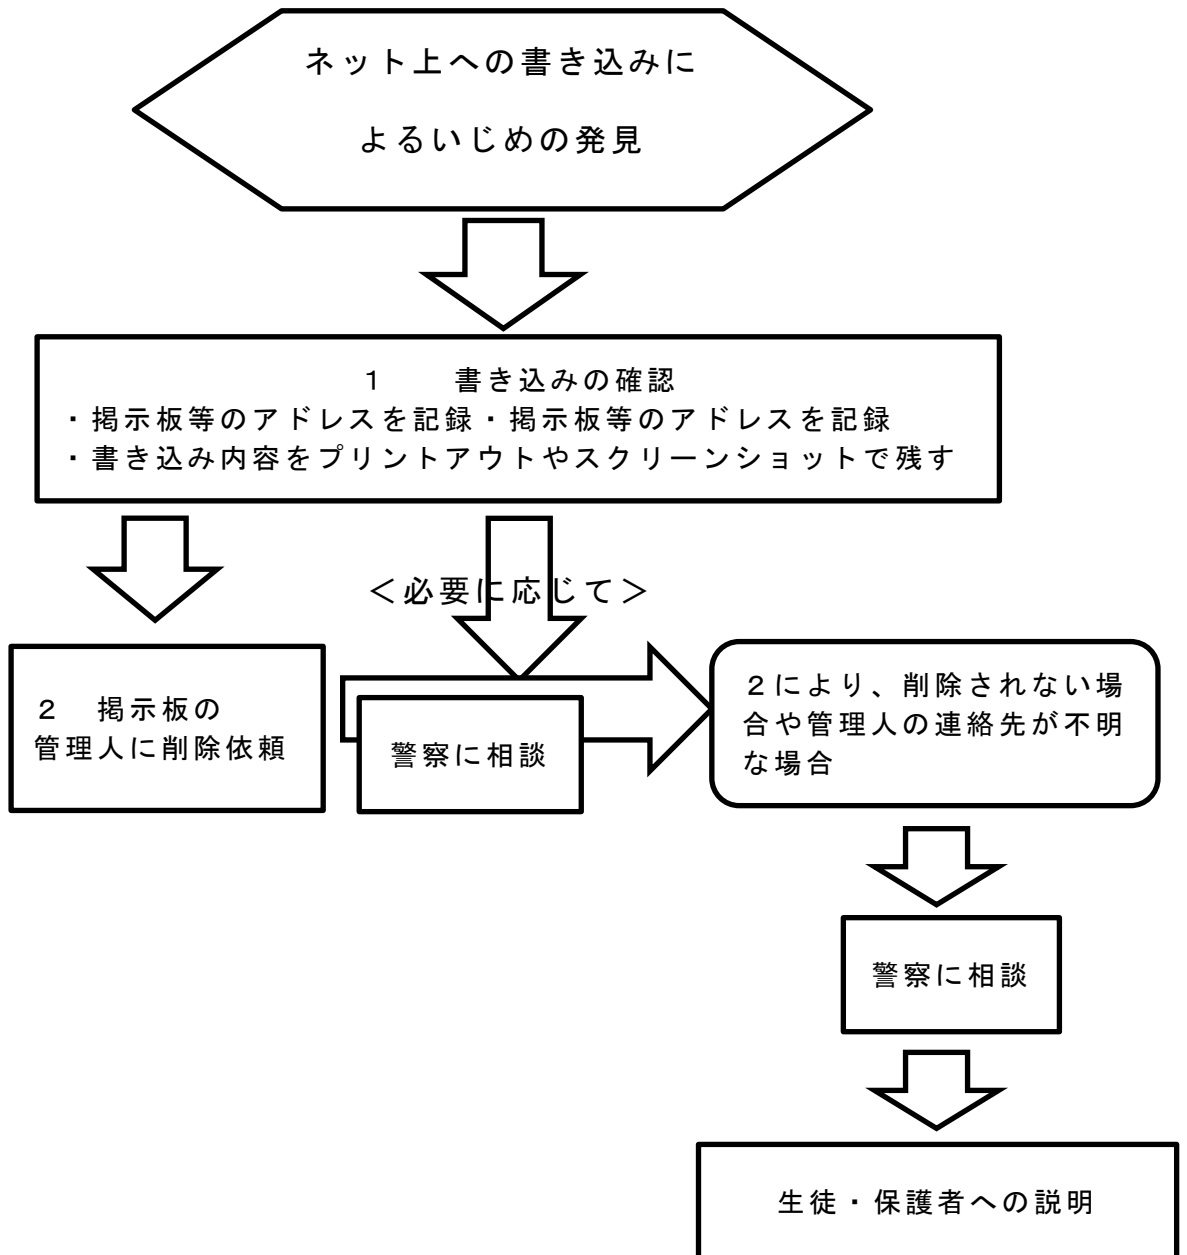 ネット上への書き込みに
よるいじめの発見
１　書き込みの確認
・掲示板等のアドレスを記録・掲示板等のアドレスを記録
・書き込み内容をプリントアウトやスクリーンショットで残す
＜必要に応じて＞
２　掲示板の
管理人に削除依頼
警察に相談
２により、削除されない場
合や管理人の連絡先が不明
な場合
警察に相談
生徒・保護者への説明